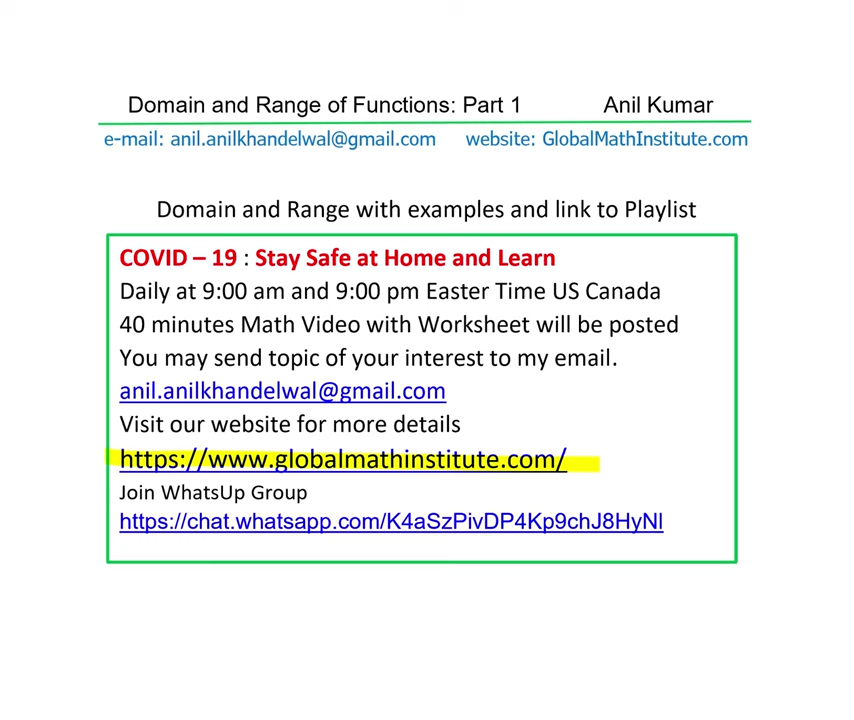 Domain and Range of Functions: Part 1 Anil Kumar
e-mail: anil.anilkhandelwal@gmail.com website: GlobalMathInstitute.com
Domain and Range with examples and link to Playlist
COVID – 19 : Stay Safe at Home and Learn
Daily at 9:00 am and 9:00 pm Easter Time US Canada
40 minutes Math Video with Worksheet will be posted
You may send topic of your interest to my email.
anil.anilkhandelwal@gmail.com
Visit our website for more details
https://www.globalmathinstitute.com/
Join WhatsUp Group
https://chat.whatsapp.com/K4aSzPivDP4Kp9chJ8HyNl